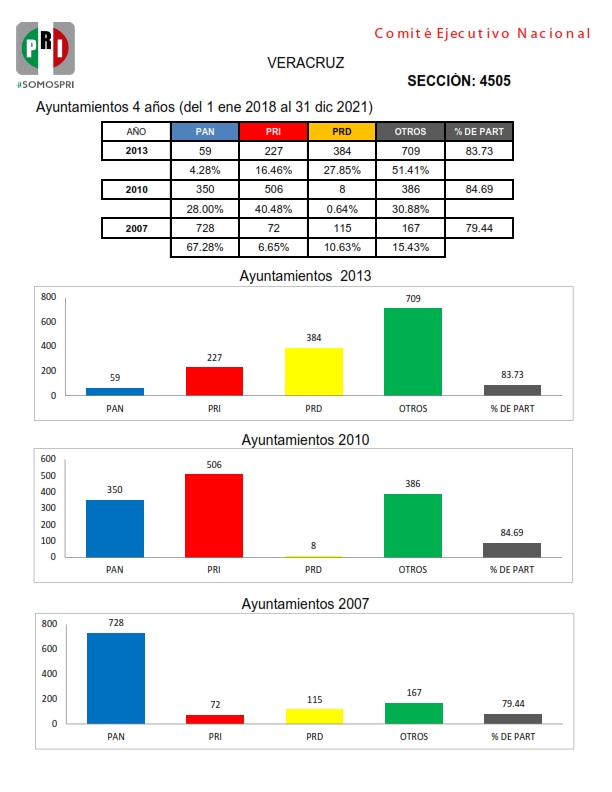 Comité Ejecutivo Nacional
PRI
#SOMOSPRI
VERACRUZ
SECCIÓN: 4505
Ayuntamientos 4 años (del 1 ene 2018 al 31 dic 2021)
AÑO PAN PRI PRD OTROS % DE PART
2013 59 227 384 709 83.73
4.28% 16.46% 27.85% 51.41%
2010 350 506 8 386 84.69
28.00% 40.48% 0.64% 30.88%
2007 728 72 115 167 79.44
67.28% 6.65% 10.63% 15.43%
Ayuntamientos 2013
800
600
400
200
0
59 227 384 709 83.73
PAN PRI PRD OTROS % DE PART
Ayuntamientos 2010
600
500
400
300
200
100
0
350 506 8 386 84.69
PAN PRI PRD OTROS % DE PART
Ayuntamientos 2007
800
600
400
200
0
728 72 115 167 79.44
PAN PRI PRD OTROS % DE PART